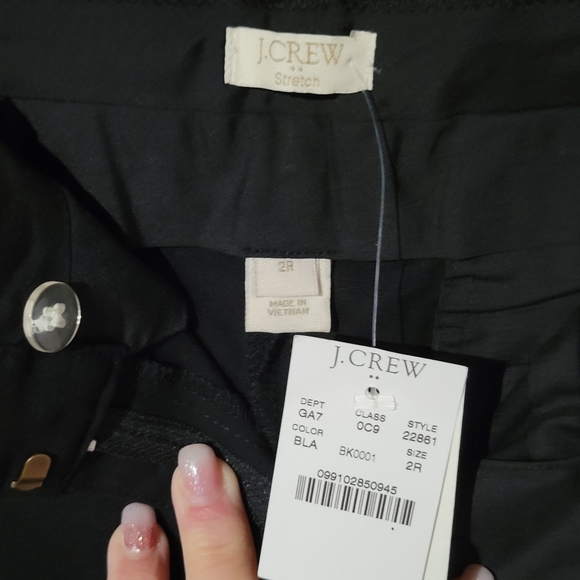 J.CREW
Stretch
2R
MADE IN
VIETNAM
J.CREW
DEPT CLASS STYLE
GA7 0C9 22861
COLOR SIZE
BLA BK0001 2R
099102850945